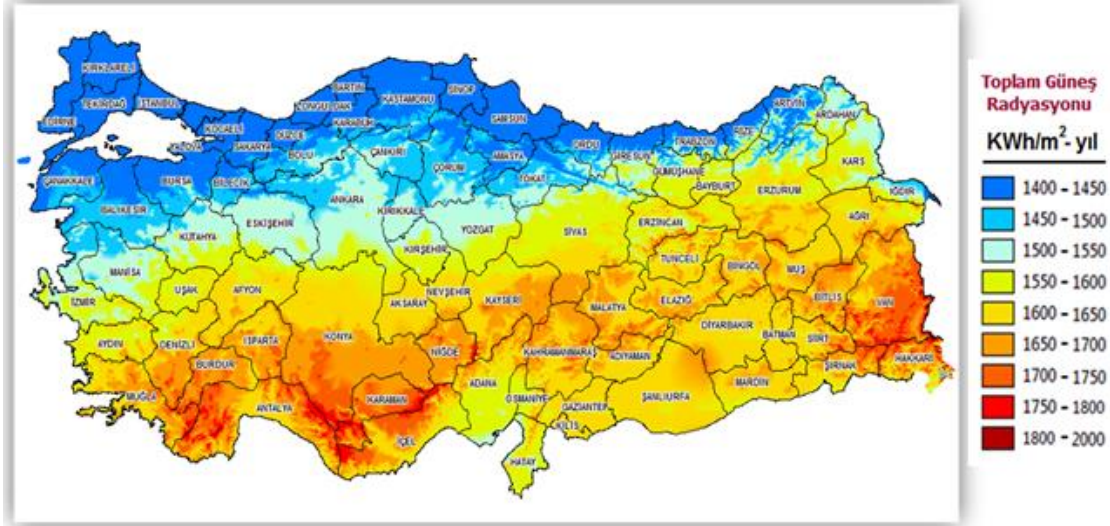 KIRKLARELİ
TEKİRDAĞ
İSTANBUL
EDİRNE
KOCAELİ
YALOVA
SAKARYA
DÜZCE
ZONGULDAK
BARTIN
KARABÜK
KASTAMONU
SİNOP
SAMSUN
ORDU
GİRESUN
TRABZON
RİZE
ARTVİN
ARDAHAN
ÇANAKKALE
BURSA
BİLECİK
BOLU
ÇANKIRI
ÇORUM
AMASYA
TOKAT
GÜMÜŞHANE
BAYBURT
ERZURUM
KARS
IĞDIR
BALIKESİR
KÜTAHYA
ESKİŞEHİR
ANKARA
KIRIKKALE
YOZGAT
SİVAS
ERZİNCAN
AĞRI
KIRŞEHİR
TUNCELİ
BİNGÖL
MUŞ
MANİSA
İZMİR
UŞAK
AFYON
AKSARAY
NEVŞEHİR
KAYSERİ
MALATYA
ELAZIĞ
BİTLİS
VAN
DİYARBAKIR
BATMAN
SİİRT
AYDIN
DENİZLİ
ISPARTA
BURDUR
KONYA
NİĞDE
KAHRAMANMARAŞ
ADIYAMAN
ŞIRNAK
HAKKARİ
MUĞLA
ANTALYA
KARAMAN
ADANA
OSMANİYE
GAZİANTEP
ŞANLIURFA
MARDİN
KİLİS
İÇEL
HATAY
Toplam Güneş
Radyasyonu
KWh/m²- yıl
1400 - 1450
1450 - 1500
1500 - 1550
1550 - 1600
1600 - 1650
1650 - 1700
1700 - 1750
1750 - 1800
1800 - 2000